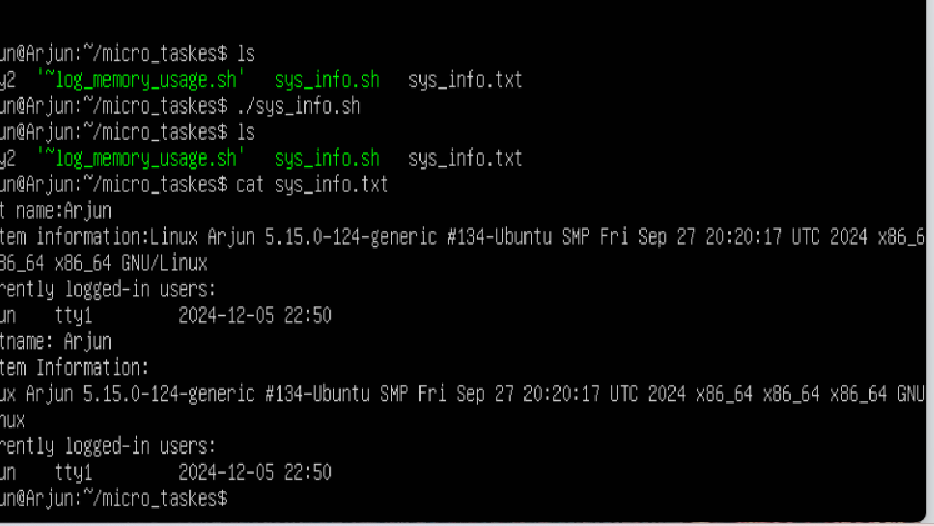 un@Arjun:~/micro_taskes$ ls
y2 '~log_memory_usage.sh' sys_info.sh sys_info.txt
un@Arjun:~/micro_taskes$ ./sys_info.sh
un@Arjun:~/micro_taskes$ ls
y2 '~log_memory_usage.sh' sys_info.sh sys_info.txt
un@Arjun:~/micro_taskes$ cat sys_info.txt
t name:Arjun
tem information:Linux Arjun 5.15.0-124-generic #134-Ubuntu SMP Fri Sep 27 20:20:17 UTC 2024 x86_6
86_64 x86_64 GNU/Linux
rently logged-in users:
un tty1 2024-12-05 22:50
tname: Arjun
tem Information:
ux Arjun 5.15.0-124-generic #134-Ubuntu SMP Fri Sep 27 20:20:17 UTC 2024 x86_64 x86_64 x86_64 GNU
nux
rently logged-in users:
un tty1 2024-12-05 22:50
un@Arjun:~/micro_taskes$